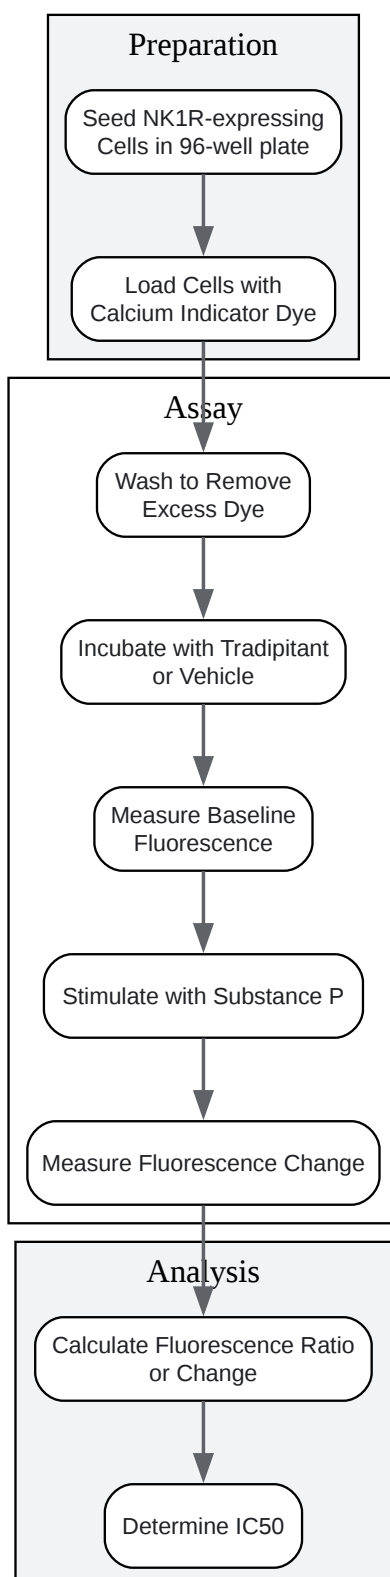 Preparation
Seed NK1R-expressing
Cells in 96-well plate
Load Cells with
Calcium Indicator Dye
Assay
Wash to Remove
Excess Dye
Incubate with Tradipitant
or Vehicle
Measure Baseline
Fluorescence
Stimulate with Substance P
Measure Fluorescence Change
Analysis
Calculate Fluorescence Ratio
or Change
Determine IC50